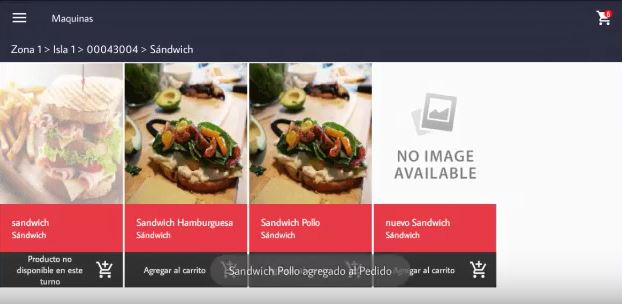 Maquinas
6
Zona 1 > Isla 1 > 00043004 > Sándwich
NO IMAGE
AVAILABLE
sandwich
Sándwich
Sandwich Hamburguesa
Sándwich
Sandwich Pollo
Sándwich
nuevo Sandwich
Sándwich
Producto no
disponible en este
turno
Agregar al carrito
Sandwich Pollo agregado al Pedido
Agregar al carrito